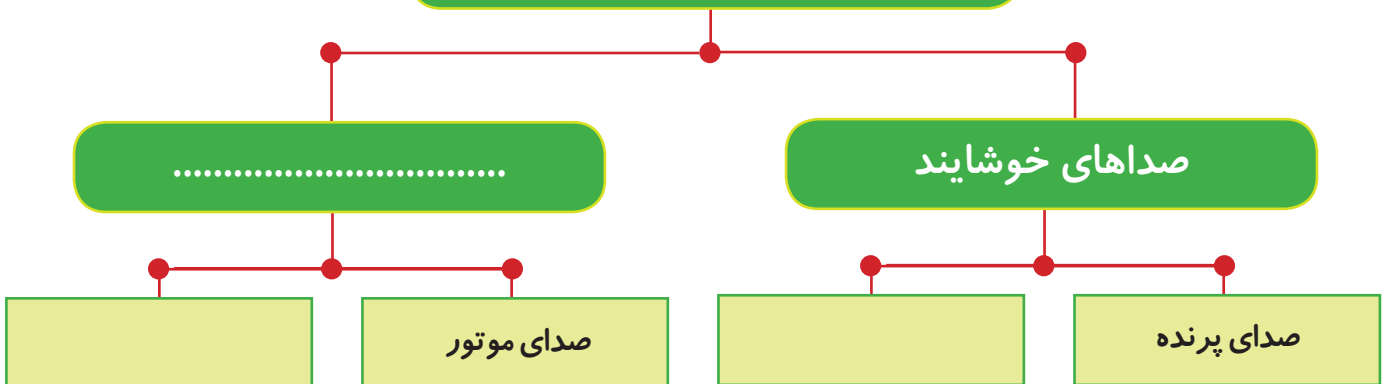 صداهای خوشایند
.................................
صدای پرنده
صدای موتور